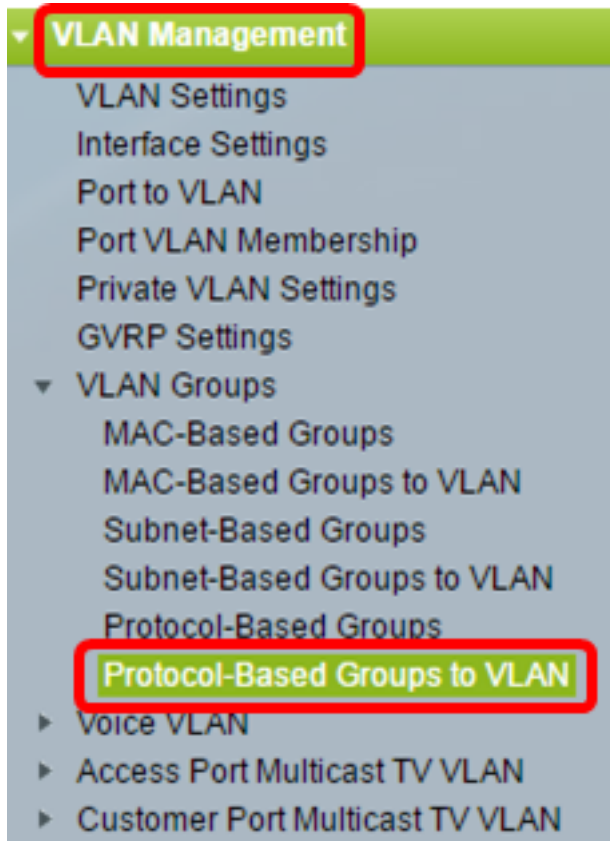 VLAN Management
VLAN Settings
Interface Settings
Port to VLAN
Port VLAN Membership
Private VLAN Settings
GVRP Settings
VLAN Groups
MAC-Based Groups
MAC-Based Groups to VLAN
Subnet-Based Groups
Subnet-Based Groups to VLAN
Protocol-Based Groups
Protocol-Based Groups to VLAN
Voice VLAN
Access Port Multicast TV VLAN
Customer Port Multicast TV VLAN